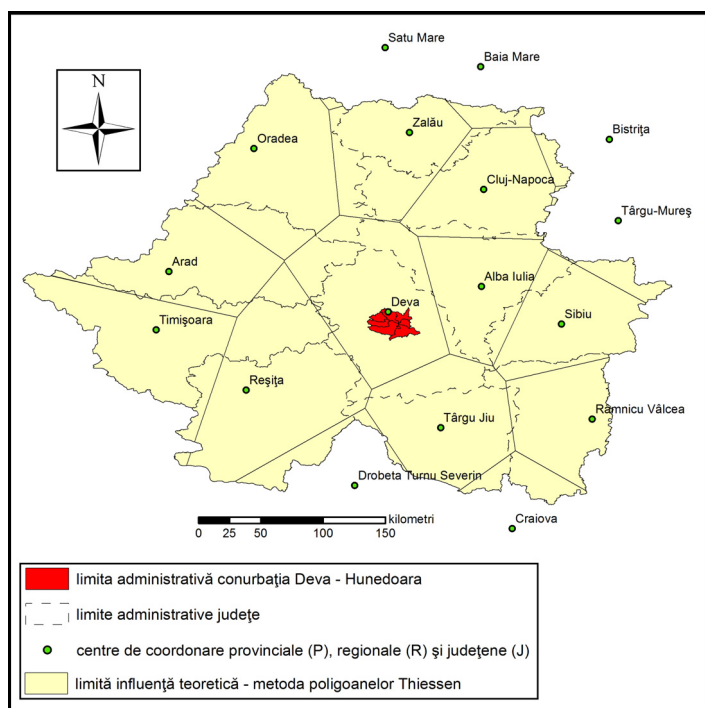 Satu Mare
Baia Mare
N
Zalău
Bistriţa
Oradea
Cluj-Napoca
Târgu-Mureş
Arad
Alba Iulia
Deva
Timişoara
Sibiu
Reşiţa
Târgu Jiu
Râmnicu Vâlcea
Drobeta Turnu Severin
Craiova
kilometri
0 25 50 100 150
limita administrativă conurbaţia Deva - Hunedoara
limite administrative judeţe
centre de coordonare provinciale (P), regionale (R) şi judeţene (J)
limită influenţă teoretică - metoda poligoanelor Thiessen